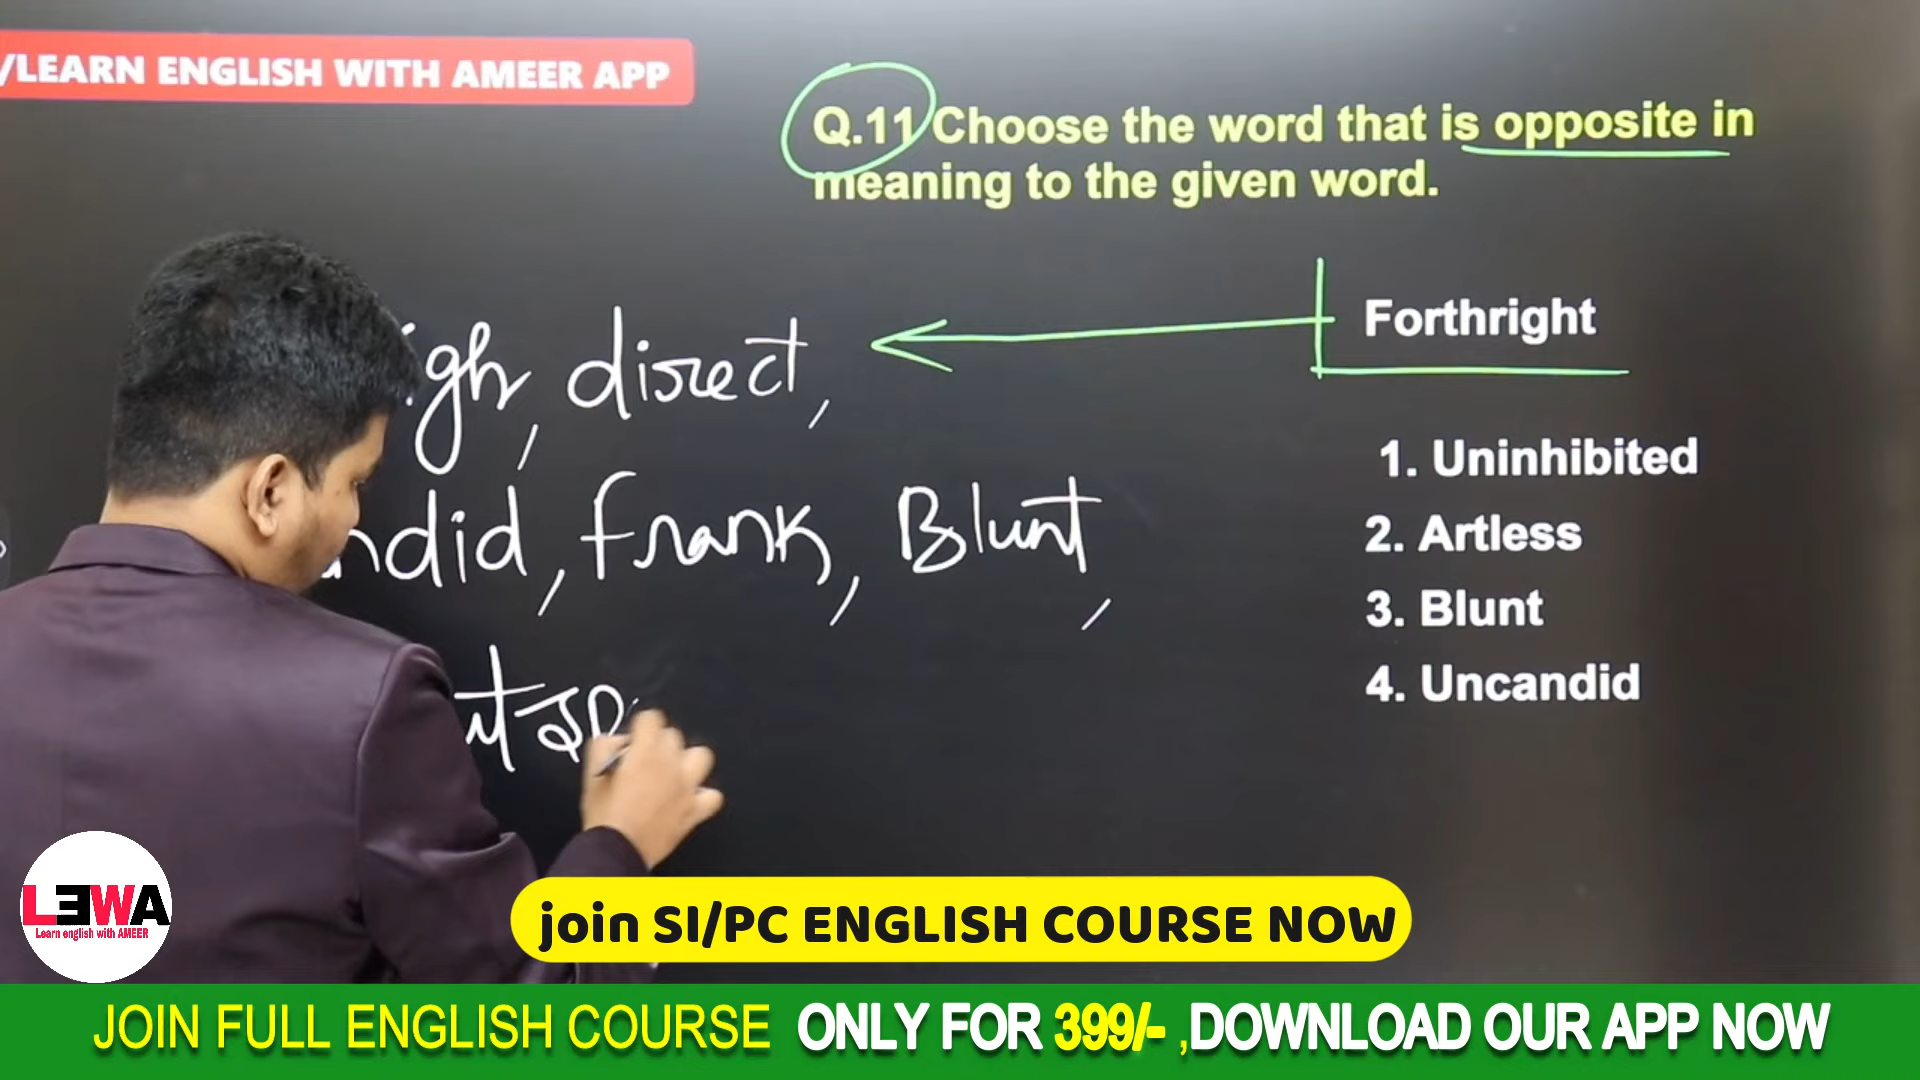 /LEARN ENGLISH WITH AMEER APP
Q.11 Choose the word that is opposite in
meaning to the given word.
Forthright
direct,
frank, Blunt,
1. Uninhibited
2. Artless
3. Blunt
4. Uncandid
LEWA
Learn english with AMEER
join SI/PC ENGLISH COURSE NOW
JOIN FULL ENGLISH COURSE ONLY FOR 399/- ,DOWNLOAD OUR APP NOW